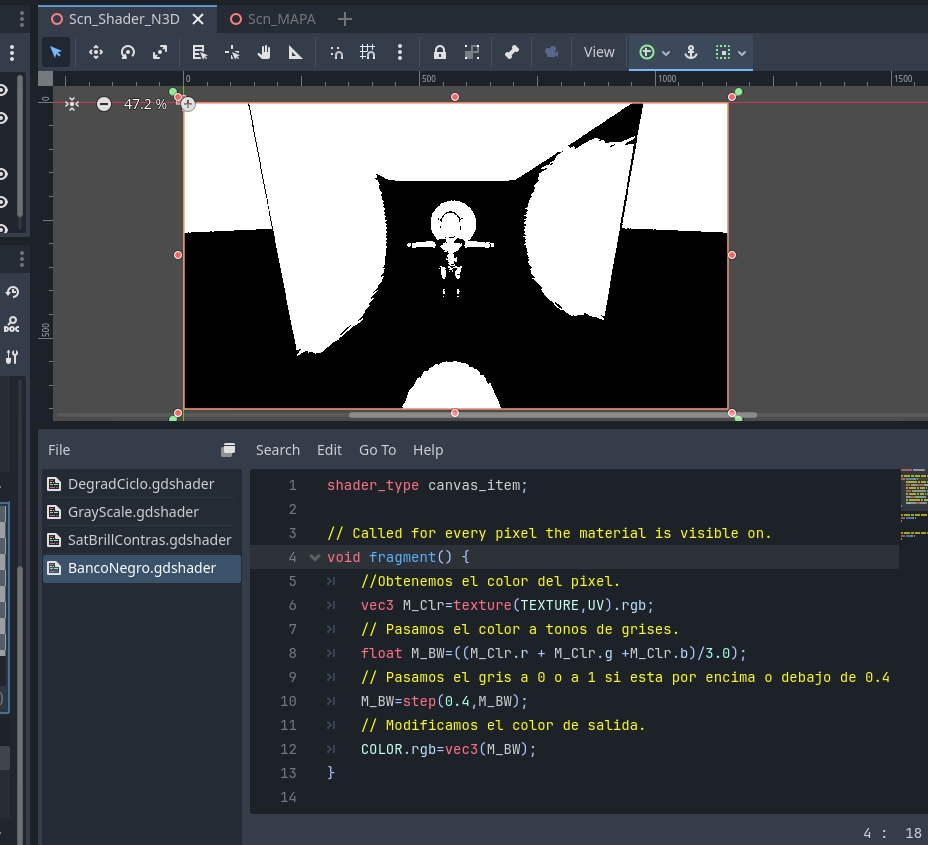 Scn_Shader_N3D
Scn_MAPA
View
0
500
1000
1500
0
500
47.2 %
File
Search Edit Go To Help
DegradCiclo.gdshader
GrayScale.gdshader
SatBrillContras.gdshader
BancoNegro.gdshader
1 shader_type canvas_item;
2
3 // Called for every pixel the material is visible on.
4 void fragment() {
5 //Obtenemos el color del pixel.
6 vec3 M_Clr=texture(TEXTURE,UV).rgb;
7 // Pasamos el color a tonos de grises.
8 float M_BW=((M_Clr.r + M_Clr.g +M_Clr.b)/3.0);
9 // Pasamos el gris a 0 o a 1 si esta por encima o debajo de 0.4
10 M_BW=step(0.4,M_BW);
11 // Modificamos el color de salida.
12 COLOR.rgb=vec3(M_BW);
13 }
14
4 : 18